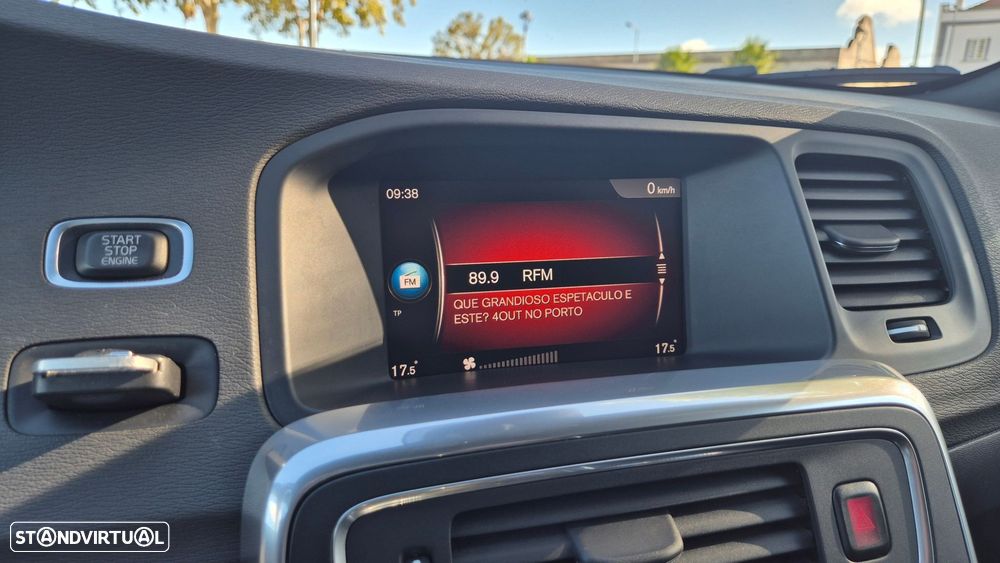 09:38
0 km/h
START
STOP
ENGINE
FM
89.9 RFM
TP
QUE GRANDIOSO ESPETACULO E
ESTE? 4OUT NO PORTO
17.5°
17.5°
STANDVIRTUAL